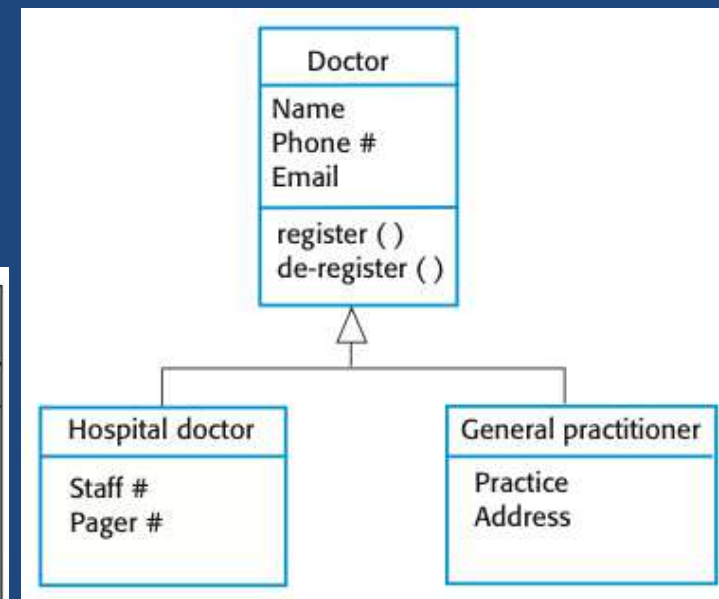 Doctor
Name
Phone #
Email
register ( )
de-register ( )
Hospital doctor
Staff #
Pager #
General practitioner
Practice
Address